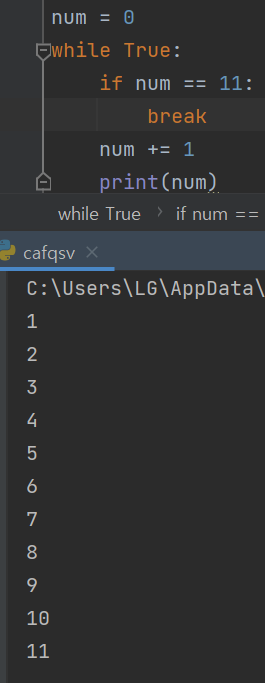 num = 0
while True:
    if num == 11:
        break
    num += 1
    print(num)
while True › if num ==
cafqsv ×
C:\Users\LG\AppData\
1
2
3
4
5
6
7
8
9
10
11